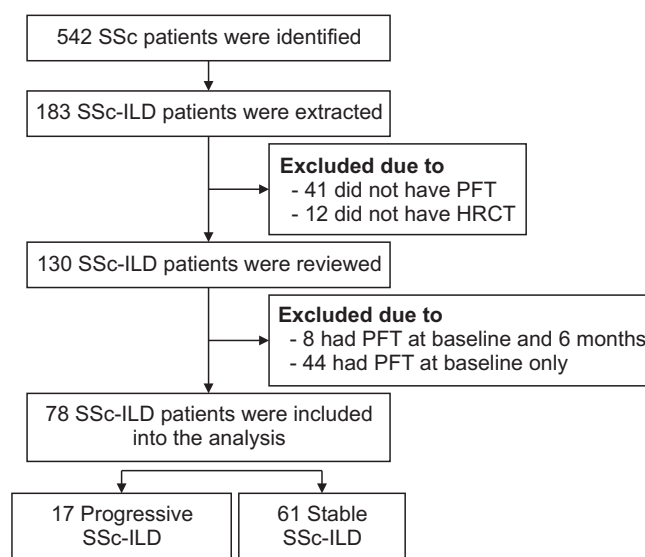 542 SSc patients were identified
183 SSc-ILD patients were extracted
Excluded due to
- 41 did not have PFT
- 12 did not have HRCT
130 SSc-ILD patients were reviewed
Excluded due to
- 8 had PFT at baseline and 6 months
- 44 had PFT at baseline only
78 SSc-ILD patients were included
into the analysis
17 Progressive
SSc-ILD
61 Stable
SSc-ILD